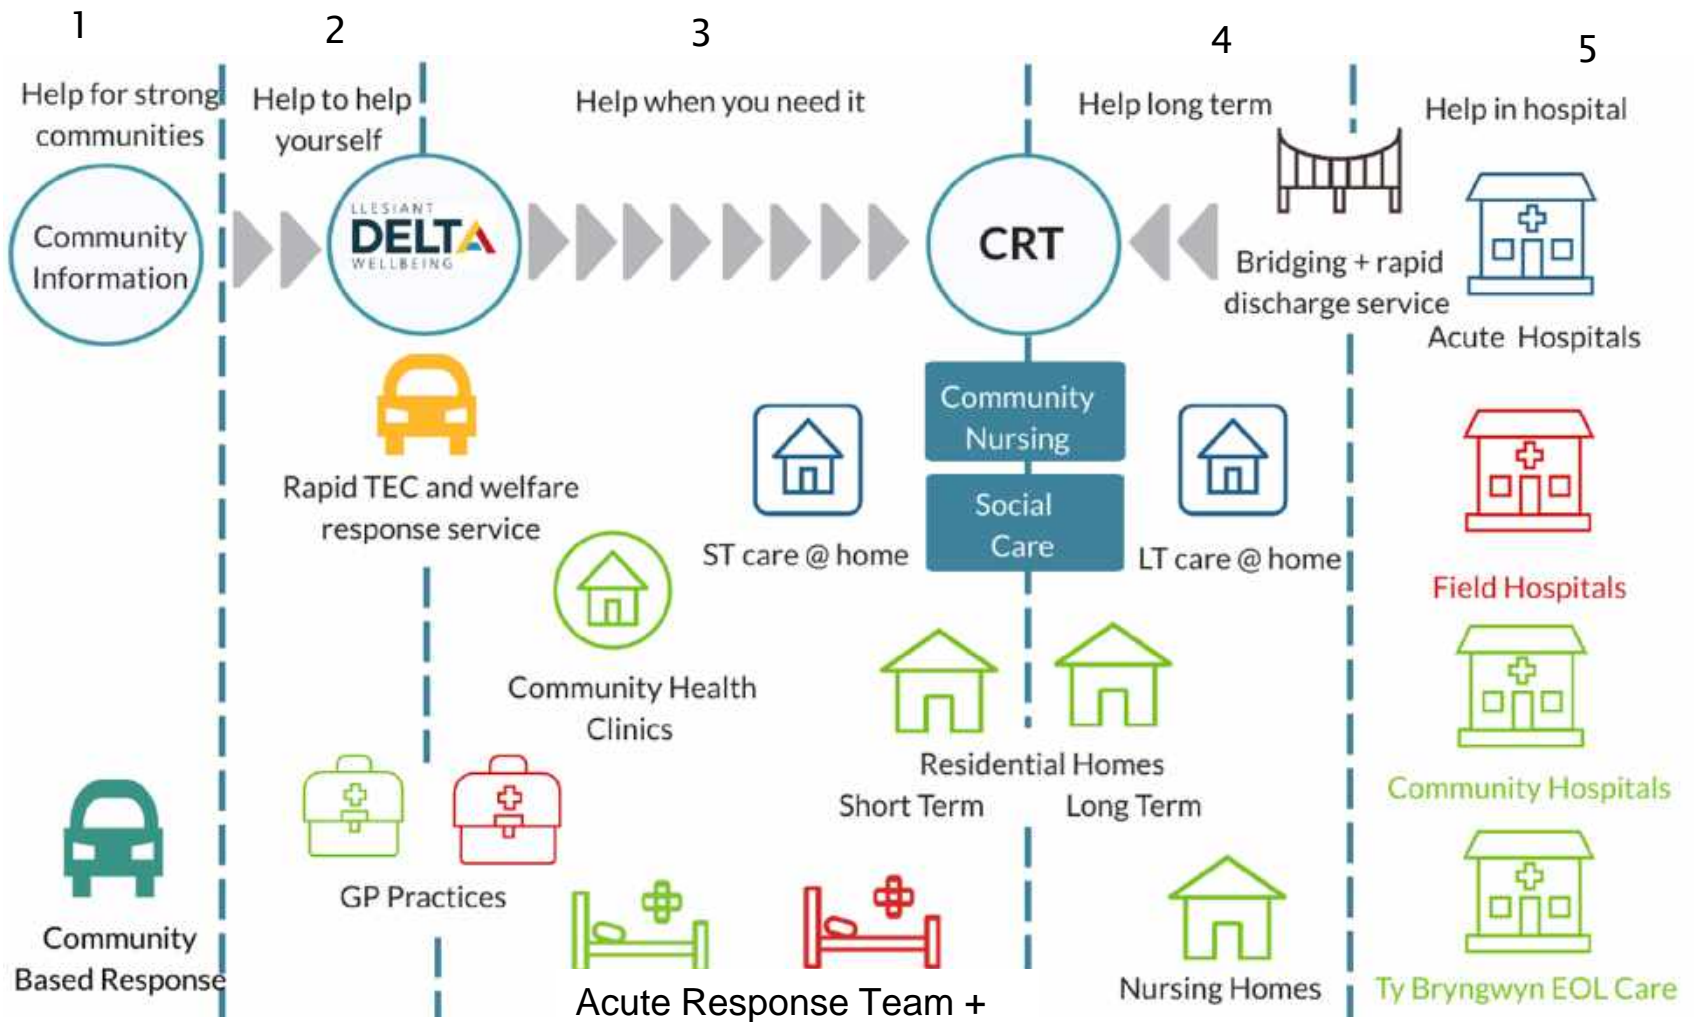 1
2
3
4
5
Help for strong
communities
Help to help
yourself
Help when you need it
Help long term
Help in hospital
Community
Information
LLESIANT
DELTA
WELLBEING
CRT
Bridging + rapid
discharge service
Acute Hospitals
Rapid TEC and welfare
response service
ST care @ home
Community
Nursing
Social
Care
LT care @ home
Field Hospitals
Community Health
Clinics
Residential Homes
Short Term
Long Term
Community Hospitals
GP Practices
Community
Based Response
Acute Response Team +
Nursing Homes
Ty Bryngwyn EOL Care